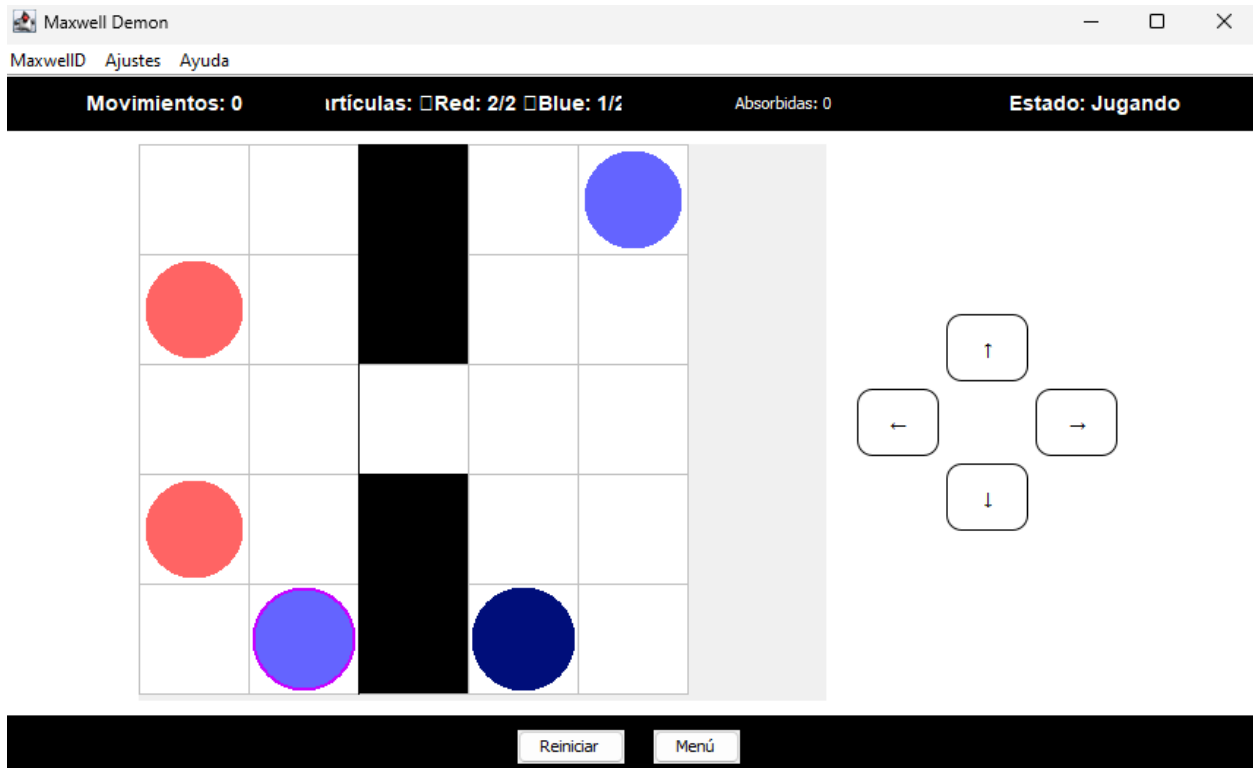 Maxwell Demon
MaxwellD Ajustes Ayuda
Movimientos: 0 rtículas: □Red: 2/2 □Blue: 1/2 Absorbidas: 0 Estado: Jugando
↑
← →
↓
Reiniciar Menú